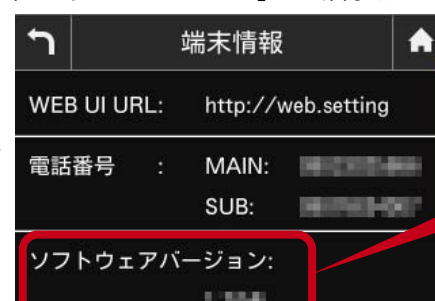 端末情報
WEB UI URL: http://web.setting
電話番号 : MAIN:
SUB:
ソフトウェアバージョン: